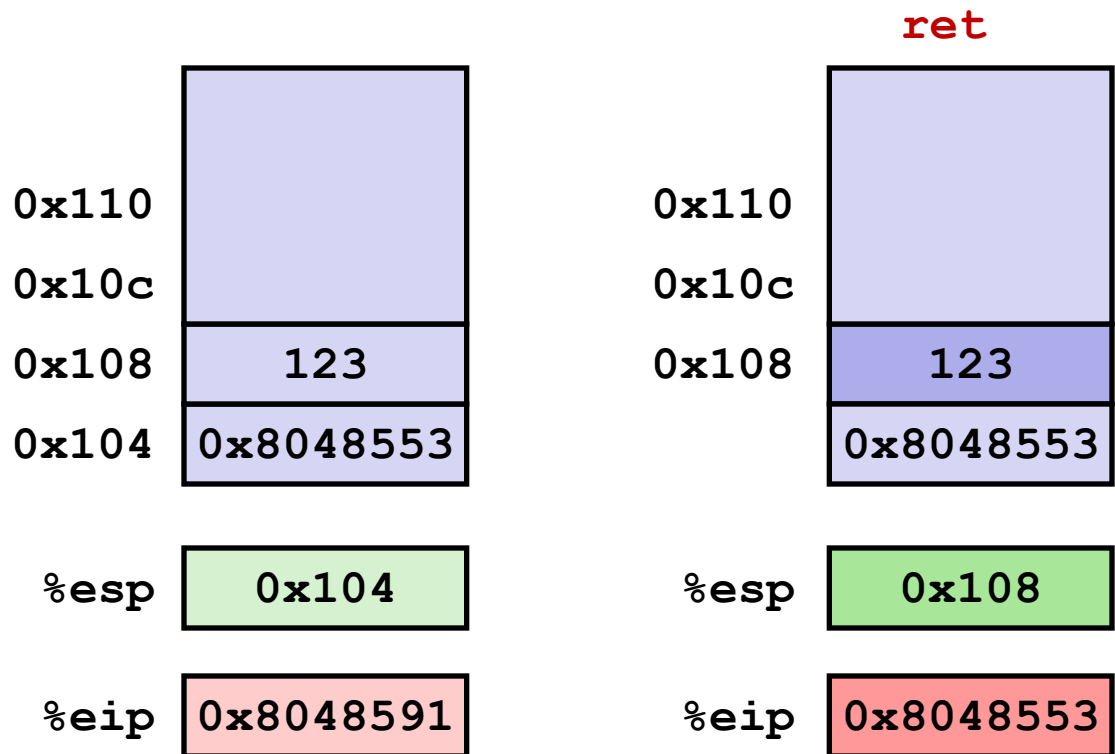 ret
0x110 0x110
0x10c 0x10c
0x108 123 0x108 123
0x104 0x8048553 0x8048553
%esp 0x104 %esp 0x108
%eip 0x8048591 %eip 0x8048553